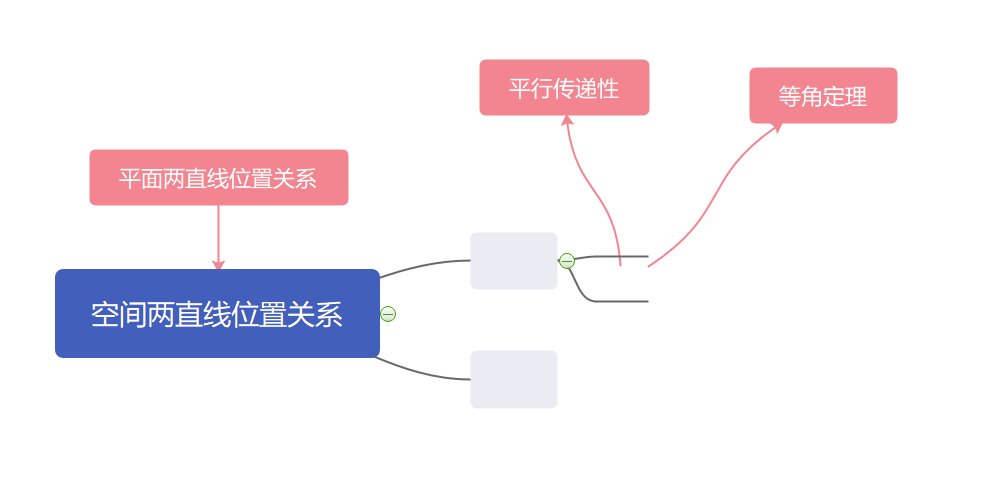 平行传递性
等角定理
平面两直线位置关系
空间两直线位置关系